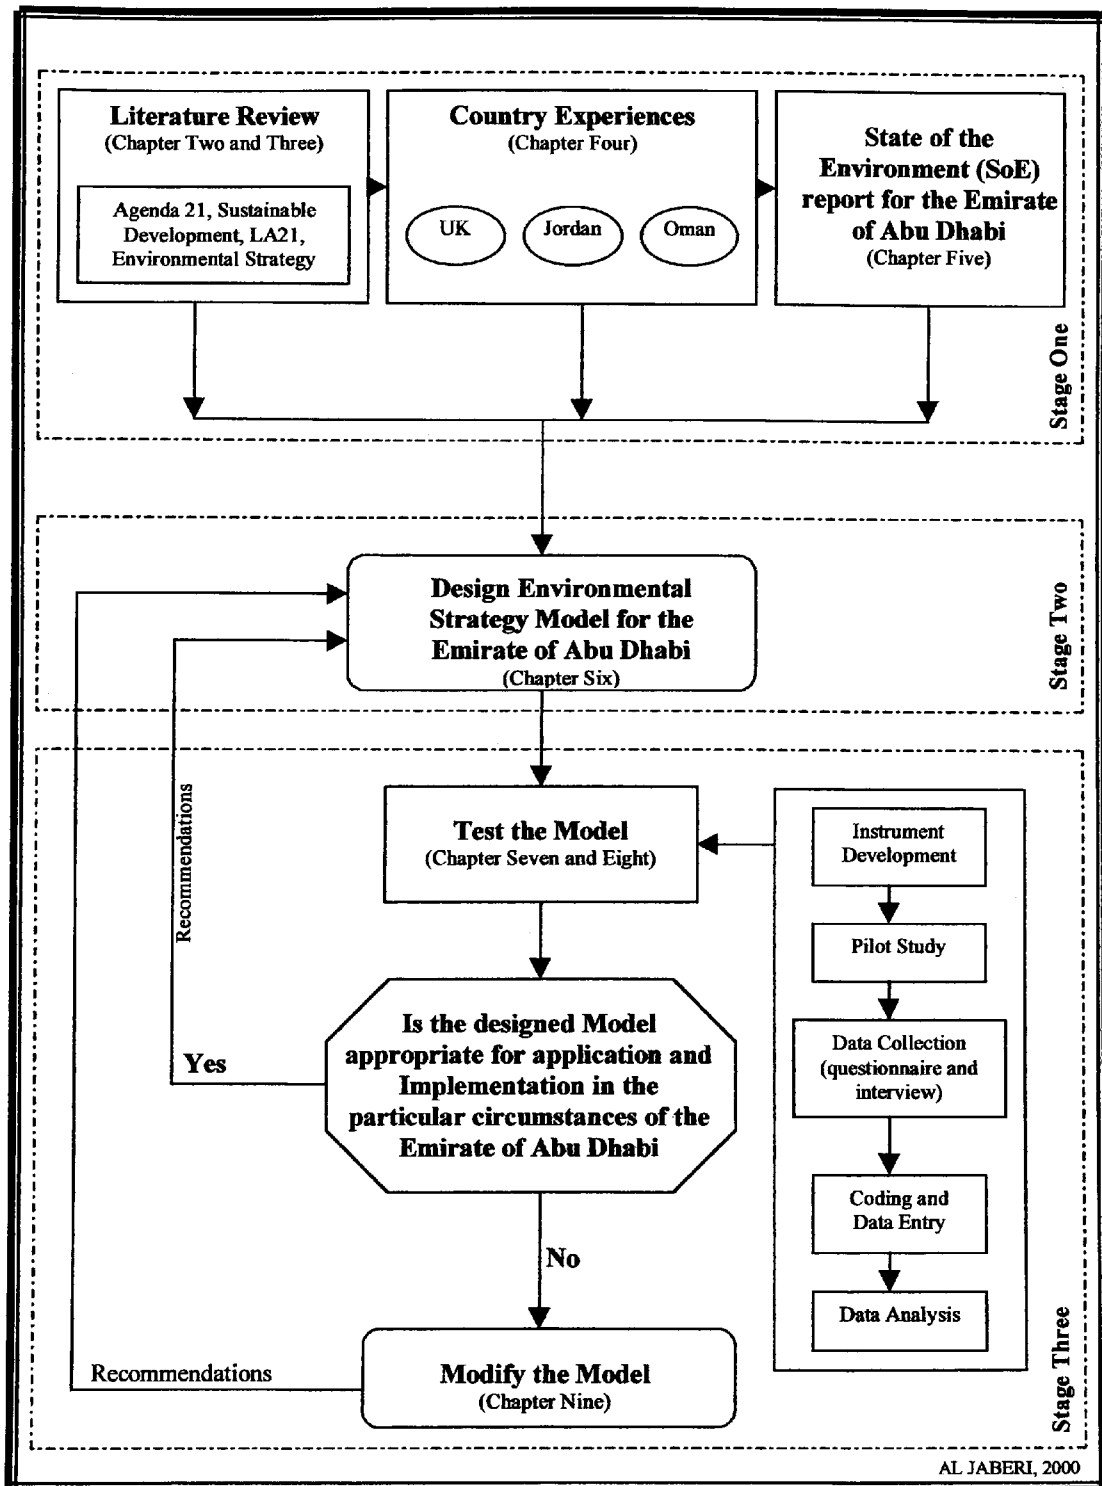 Literature Review
(Chapter Two and Three)
Agenda 21, Sustainable
Development, LA21,
Environmental Strategy
Country Experiences
(Chapter Four)
UK
Jordan
Oman
State of the
Environment (SoE)
report for the Emirate
of Abu Dhabi
(Chapter Five)
Stage One
Design Environmental
Strategy Model for the
Emirate of Abu Dhabi
(Chapter Six)
Stage Two
Recommendations
Test the Model
(Chapter Seven and Eight)
Instrument
Development
Pilot Study
Data Collection
(questionnaire and
interview)
Coding and
Data Entry
Data Analysis
Is the designed Model
appropriate for application and
Implementation in the
particular circumstances of the
Emirate of Abu Dhabi
Yes
No
Recommendations
Modify the Model
(Chapter Nine)
Stage Three
AL JABERI, 2000